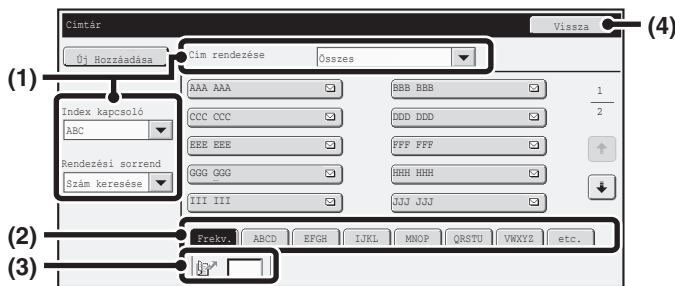 Címtár
Vissza
(4)
Új Hozzáadása
Cím rendezése
Összes
(1)
AAA AAA
BBB BBB
1
Index kapcsoló
CCC CCC
DDD DDD
2
ABC
EEE EEE
FFF FFF
Rendezési sorrend
GGG GGG
HHH HHH
Szám keresése
III III
JJJ JJJ
(2)
Frekv.
ABCD
EFGH
IJKL
MNOP
QRSTU
VWXYZ
etc.
(3)